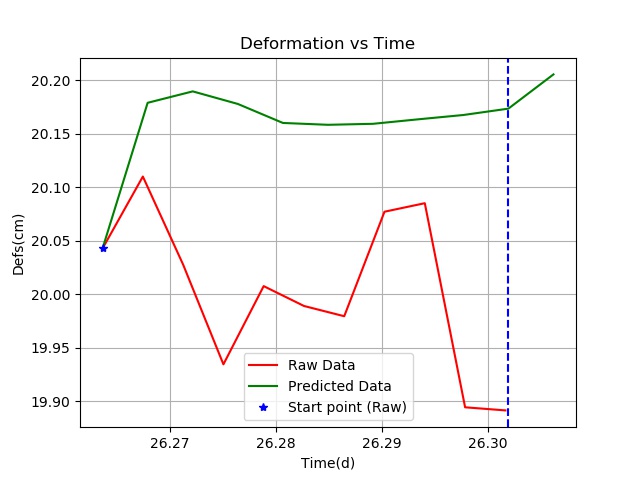 Deformation vs Time
20.20
20.15
20.10
20.05
20.00
19.95
19.90
Defs(cm)
Raw Data
Predicted Data
Start point (Raw)
26.27 26.28 26.29 26.30
Time(d)